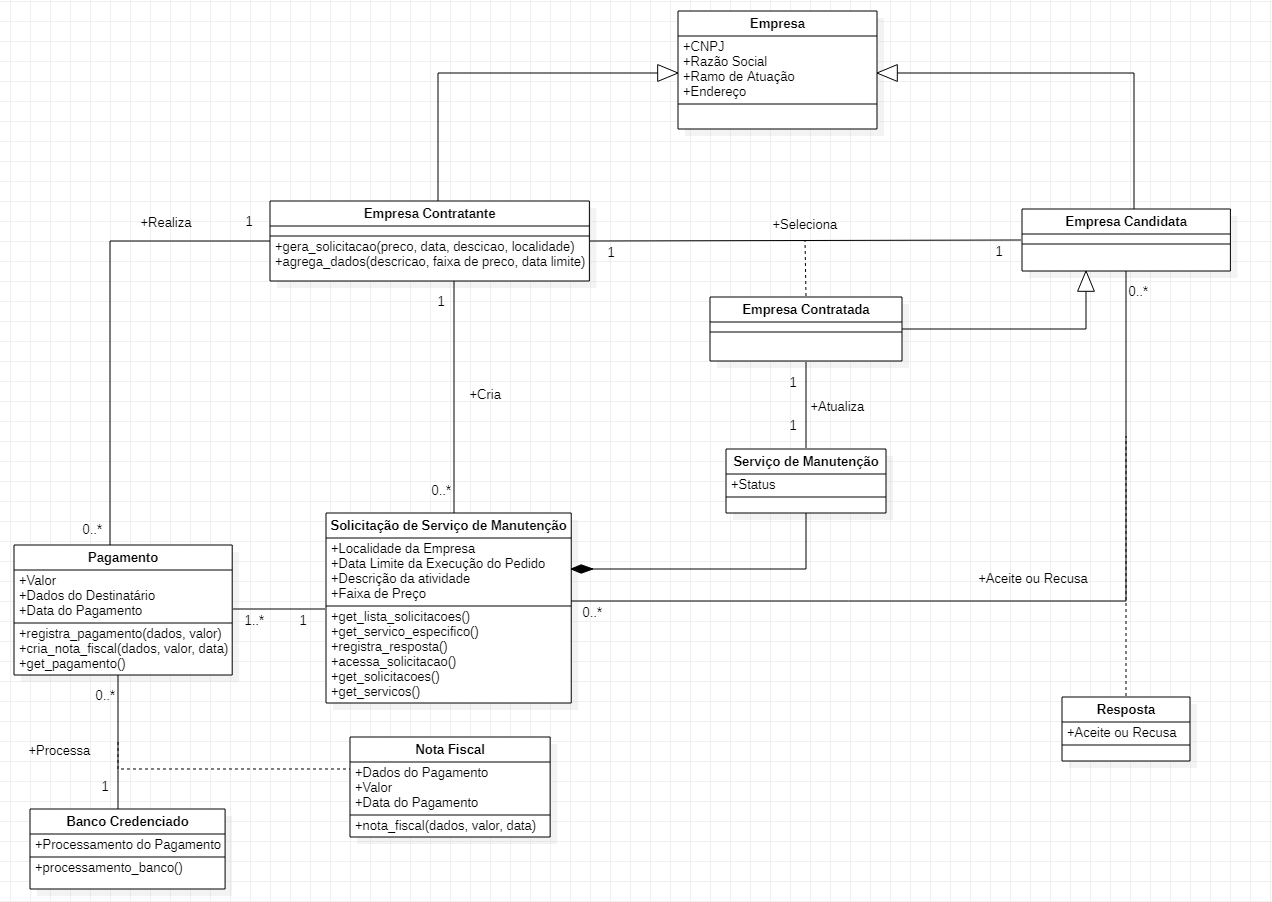 Empresa
+CNPJ
+Razão Social
+Ramo de Atuação
+Endereço
+Realiza
1
Empresa Contratante
+gera_solicitacao(preco, data, descicao, localidade)
+agrega_dados(descricao, faixa de preco, data limite)
+Seleciona
1
1
Empresa Candidata
0..*
1
Empresa Contratada
1
+Atualiza
1
+Cria
0..*
Serviço de Manutenção
+Status
0..*
Pagamento
+Valor
+Dados do Destinatário
+Data do Pagamento
+registra_pagamento(dados, valor)
+cria_nota_fiscal(dados, valor, data)
+get_pagamento()
1..*
1
Solicitação de Serviço de Manutenção
+Localidade da Empresa
+Data Limite da Execução do Pedido
+Descrição da atividade
+Faixa de Preço
+get_lista_solicitacoes()
+get_servico_especifico()
+registra_resposta()
+acessa_solicitacao()
+get_solicitacoes()
+get_servicos()
+Aceite ou Recusa
0..*
Resposta
+Aceite ou Recusa
0..*
+Processa
1
Nota Fiscal
+Dados do Pagamento
+Valor
+Data do Pagamento
+nota_fiscal(dados, valor, data)
Banco Credenciado
+Processamento do Pagamento
+processamento_banco()